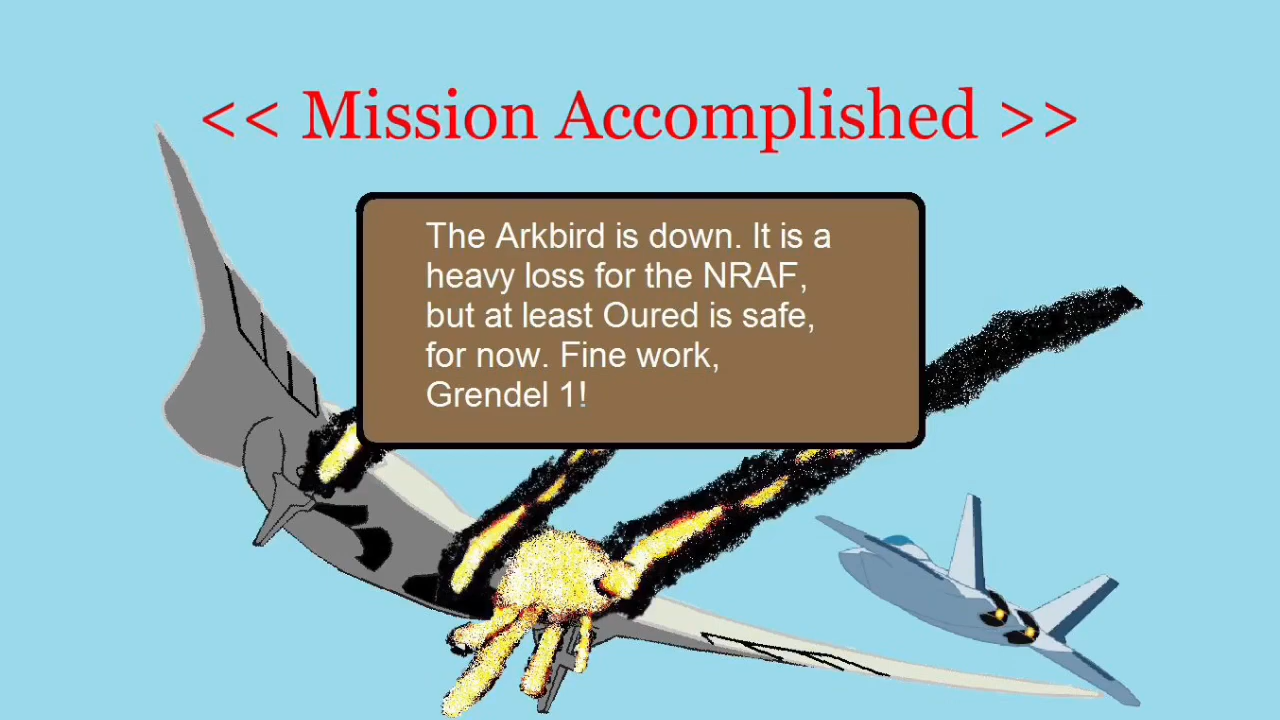 << Mission Accomplished >>
The Arkbird is down. It is a
heavy loss for the NRAF,
but at least Oured is safe,
for now. Fine work,
Grendel 1!